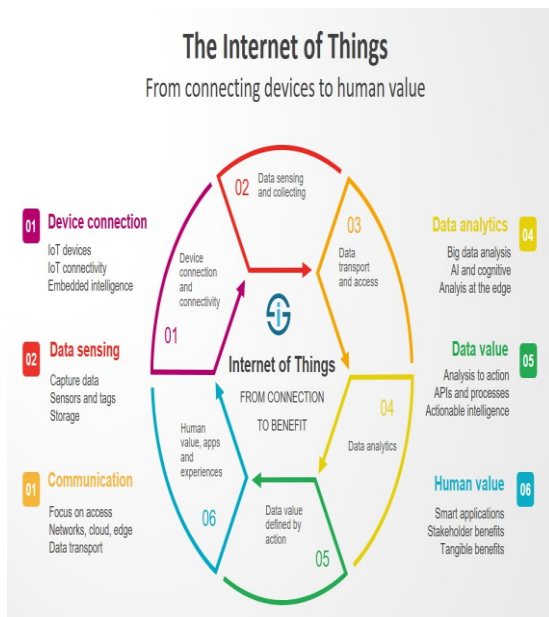 The Internet of Things
From connecting devices to human value
01
Device connection
IoT devices
IoT connectivity
Embedded intelligence
02
Data sensing
Capture data
Sensors and tags
Storage
01
Communication
Focus on access
Networks, cloud, edge
Data transport
02
Data sensing
and collecting
03
Data
transport
and access
Device
connection
and
connectivity
01
Internet of Things
FROM CONNECTION
TO BENEFIT
04
Data analytics
Human
value, apps
and
experiences
06
Data value
defined by
action
05
Data analytics
04
Big data analysis
AI and cognitive
Analyis at the edge
Data value
05
Analysis to action
APIs and processes
Actionable intelligence
Human value
06
Smart applications
Stakeholder benefits
Tangible benefits